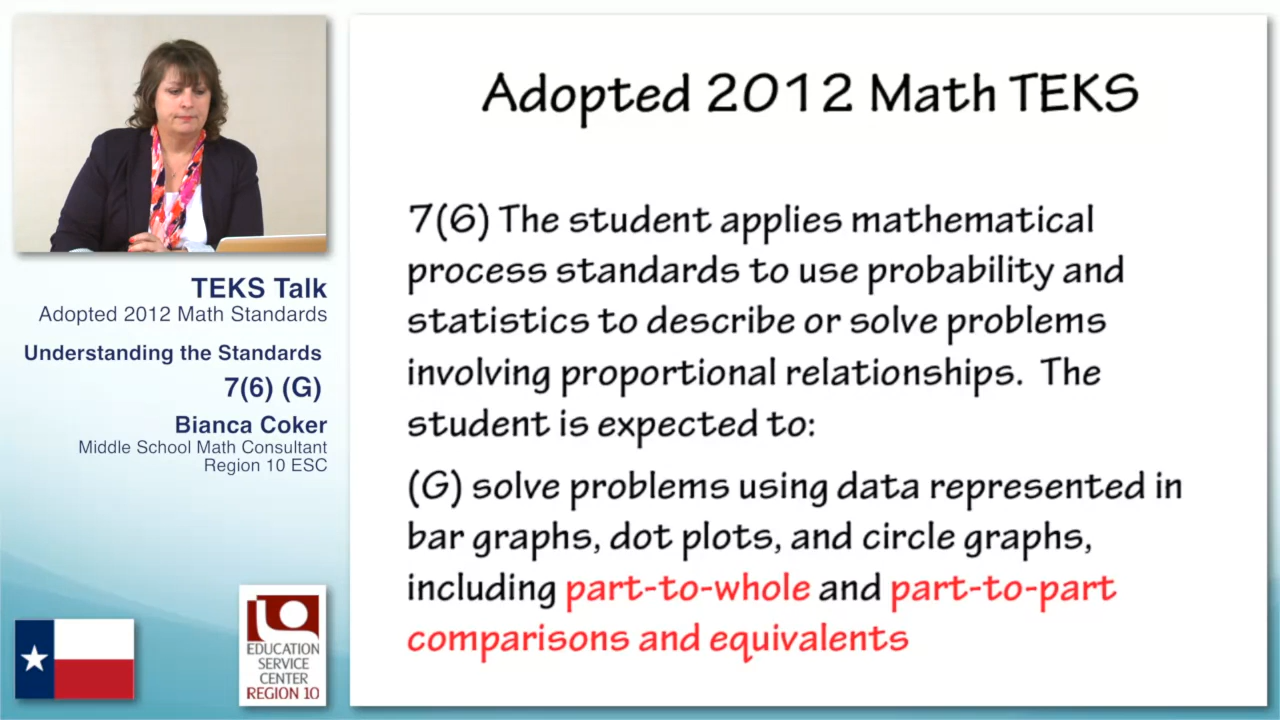 TEKS Talk
Adopted 2012 Math Standards
Understanding the Standards
7(6) (G)
Bianca Coker
Middle School Math Consultant
Region 10 ESC
EDUCATION
SERVICE
CENTER
REGION 10
Adopted 2012 Math TEKS
7(6) The student applies mathematical
process standards to use probability and
statistics to describe or solve problems
involving proportional relationships. The
student is expected to:
(G) solve problems using data represented in
bar graphs, dot plots, and circle graphs,
including part-to-whole and part-to-part
comparisons and equivalents